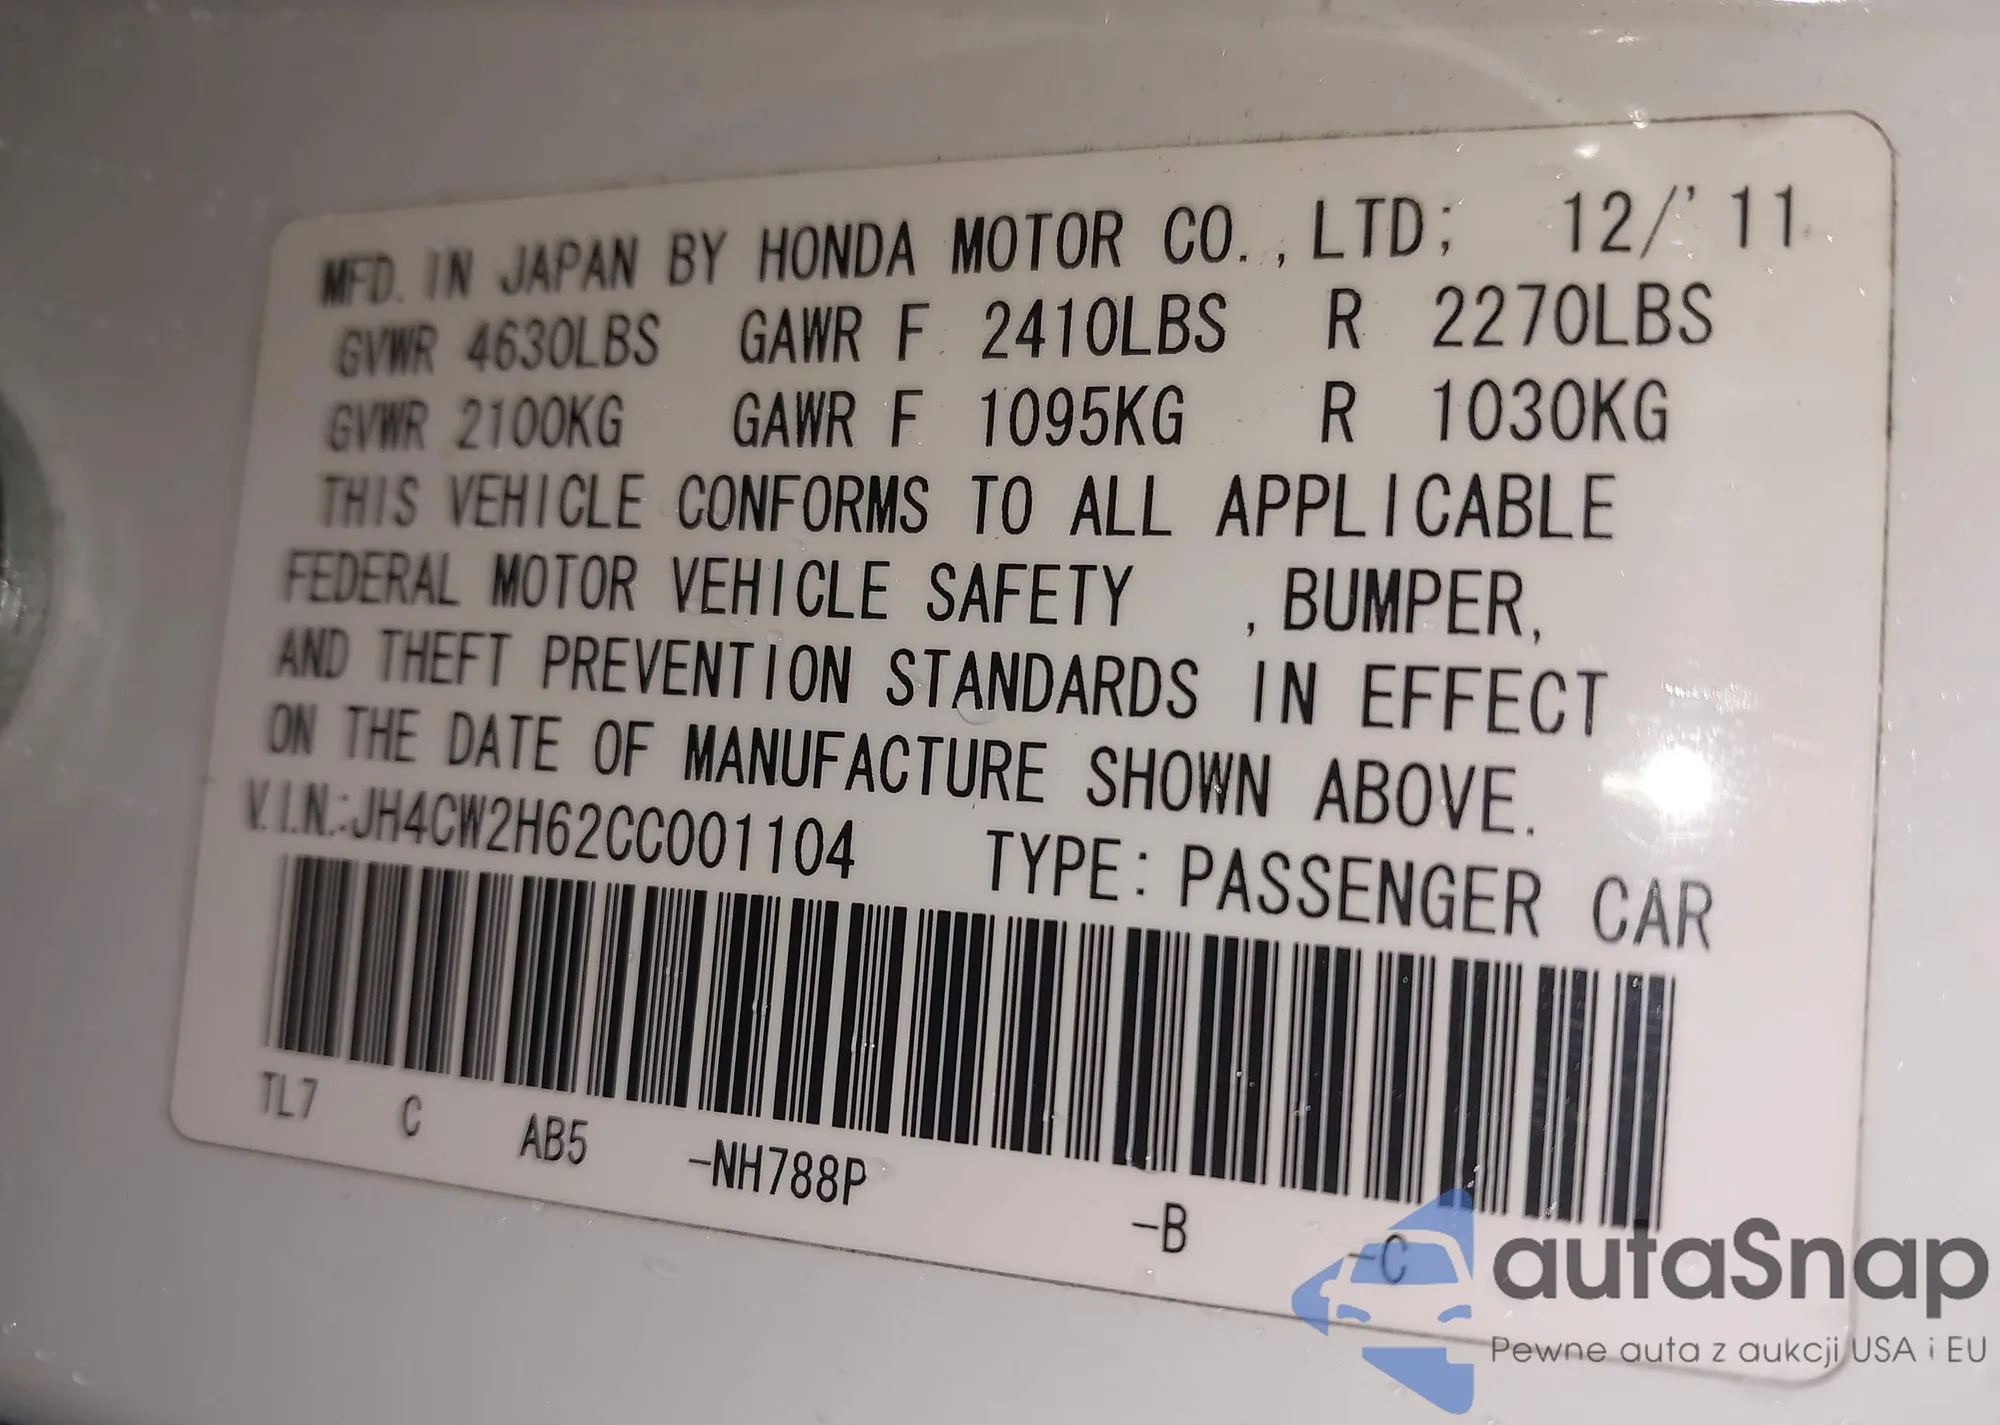 MFD. IN JAPAN BY HONDA MOTOR CO., LTD; 12/'11
GVWR 4630LBS GAWR F 2410LBS R 2270LBS
GVWR 2100KG GAWR F 1095KG R 1030KG
THIS VEHICLE CONFORMS TO ALL APPLICABLE
FEDERAL MOTOR VEHICLE SAFETY , BUMPER,
AND THEFT PREVENTION STANDARDS IN EFFECT
ON THE DATE OF MANUFACTURE SHOWN ABOVE.
V.I.N.:JH4CW2H62CC001104 TYPE: PASSENGER CAR
TL7 C AB5 -NH788P -B -C
autaSnap
Pewne auta z aukcji USA i EU